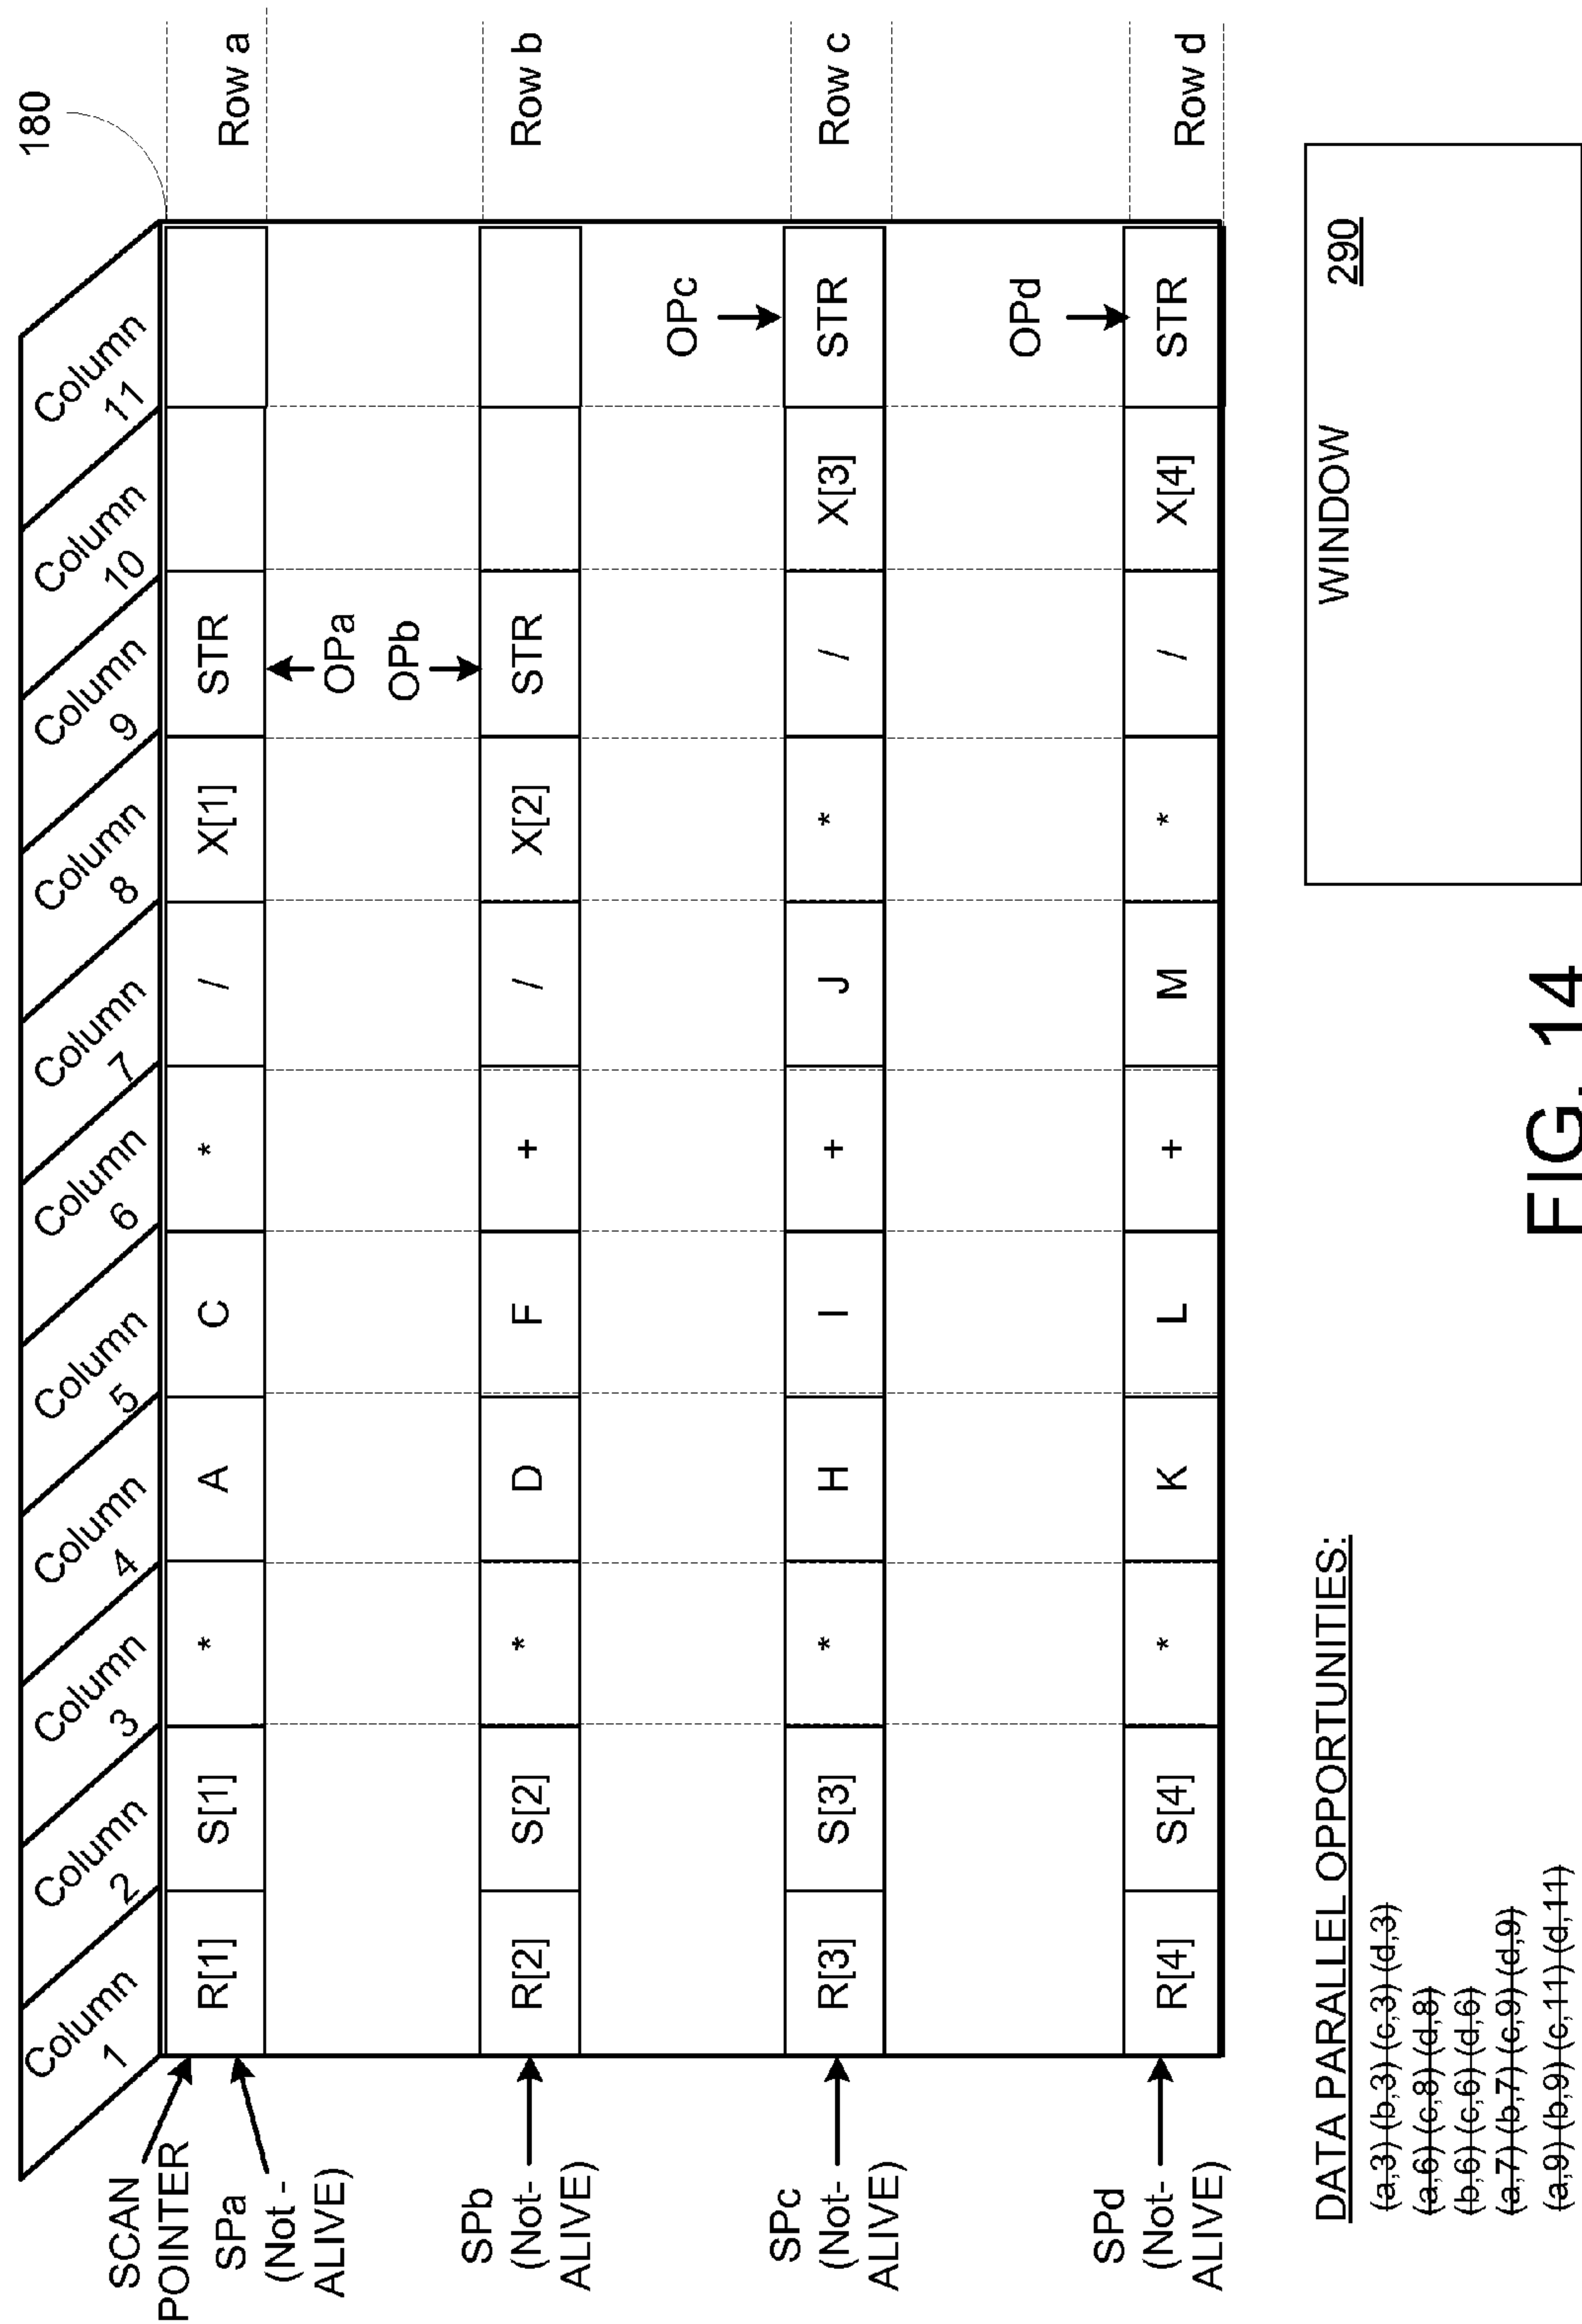 180
Column 1
Column 2
Column 3
Column 4
Column 5
Column 6
Column 7
Column 8
Column 9
Column 10
Column 11
SCAN
POINTER
SPa
(Not -
ALIVE)
R[1] S[1] * A C * / X[1] STR
Row a
OPa
OPb
SPb
(Not-
ALIVE)
R[2] S[2] * D F + / X[2] STR
Row b
OPc
SPc
(Not-
ALIVE)
R[3] S[3] * H I + J * / X[3] STR
Row c
OPd
SPd
(Not-
ALIVE)
R[4] S[4] * K L + M * / X[4] STR
Row d
DATA PARALLEL OPPORTUNITIES:
(a,3) (b,3) (c,3) (d,3)
(a,6) (c,8) (d,8)
(b,6) (c,6) (d,6)
(a,7) (b,7) (c,9) (d,9)
(a,9) (b,9) (c,11) (d,11)
WINDOW 290
FIG. 14